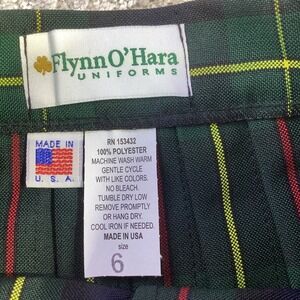 Flynn O'Hara
UNIFORMS
MADE IN
U.S.A.
RN 153432
100% POLYESTER
MACHINE WASH WARM
GENTLE CYCLE
WITH LIKE COLORS.
NO BLEACH.
TUMBLE DRY LOW
REMOVE PROMPTLY
OR HANG DRY.
COOL IRON IF NEEDED.
MADE IN USA
size
6